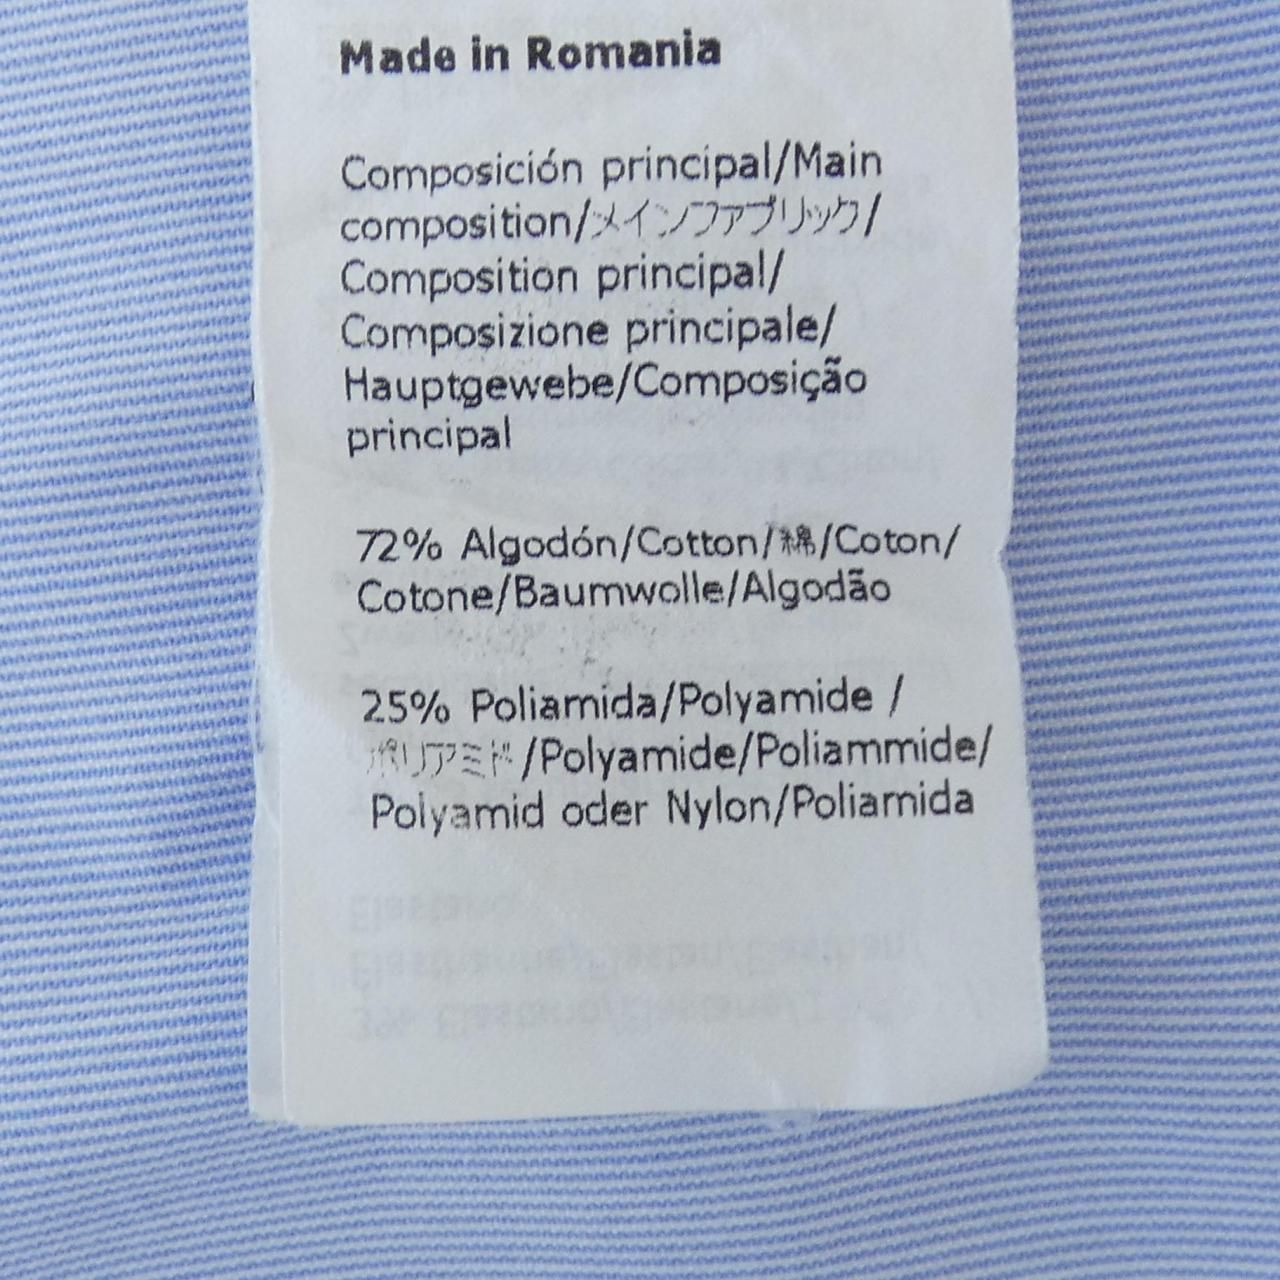 Made in Romania
Composición principal/Main
composition/メインファブリック/
Composition principal/
Composizione principale/
Hauptgewebe/Composição
principal
72% Algodón/Cotton/綿/Coton/
Cotone/Baumwolle/Algodão
25% Poliamida/Polyamide /
ポリアミド/Polyamide/Poliammide/
Polyamid oder Nylon/Poliamida